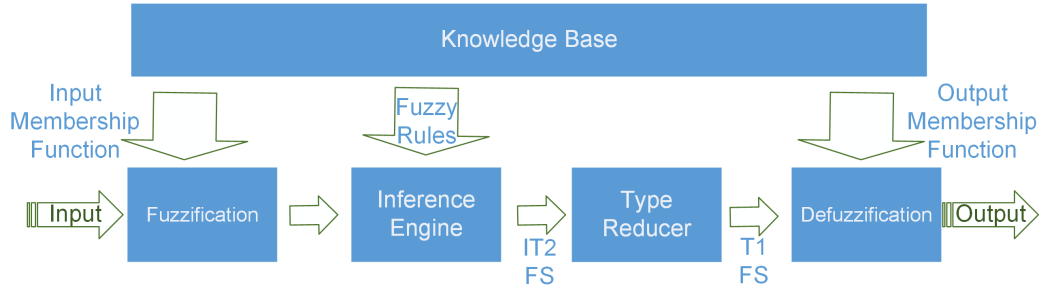 Knowledge Base
Input
Membership
Function
Fuzzy
Rules
Output
Membership
Function
Input
Fuzzification
Inference
Engine
IT2
FS
Type
Reducer
T1
FS
Defuzzification
Output